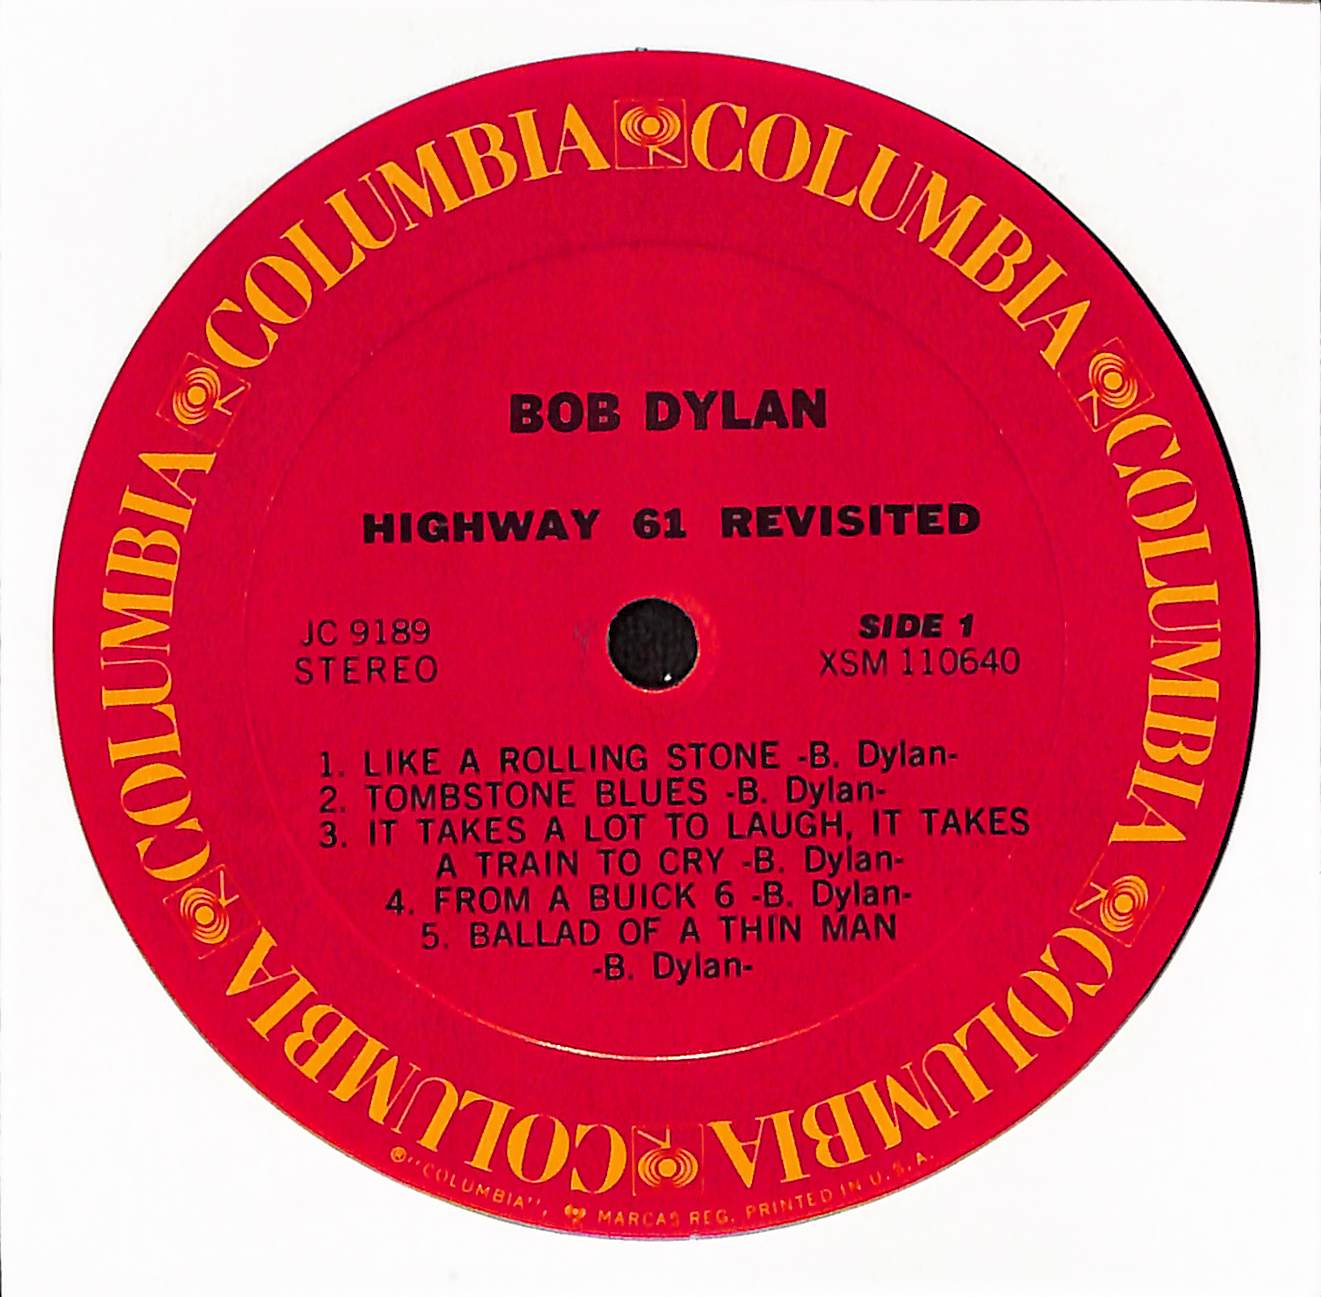 COLUMBIA COLUMBIA COLUMBIA COLUMBIA COLUMBIA COLUMBIA
BOB DYLAN
HIGHWAY 61 REVISITED
JC 9189
STEREO
SIDE 1
XSM 110640
1. LIKE A ROLLING STONE -B. Dylan-
2. TOMBSTONE BLUES -B. Dylan-
3. IT TAKES A LOT TO LAUGH, IT TAKES
A TRAIN TO CRY -B. Dylan-
4. FROM A BUICK 6 -B. Dylan-
5. BALLAD OF A THIN MAN
-B. Dylan-
®"COLUMBIA", MARCAS REG. PRINTED IN U.S.A.